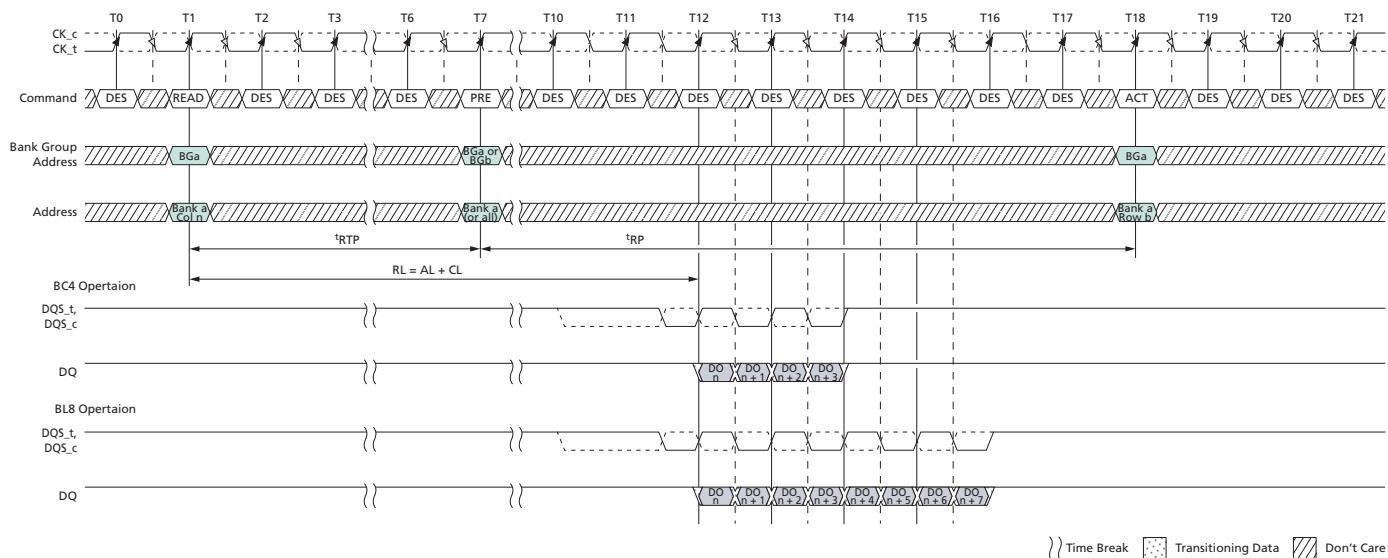 T0 T1 T2 T3 T6 T7 T10 T11 T12 T13 T14 T15 T16 T17 T18 T19 T20 T21
CK_c
CK_t
Command DES READ DES DES DES PRE DES DES DES DES DES DES DES DES ACT DES DES DES
Bank Group
Address
BGa
BGa or
BGb
BGa
Address
Bank a
Col n
Bank a
(or all)
Bank a
Row b
tRTP tRP
RL = AL + CL
BC4 Opertaion
DQS_t,
DQS_c
DQ
DO
n
DO
n + 1
DO
n + 2
DO
n + 3
BL8 Opertaion
DQS_t,
DQS_c
DQ
DO
n
DO
n + 1
DO
n + 2
DO
n + 3
DO
n + 4
DO
n + 5
DO
n + 6
DO
n + 7
Time Break Transitioning Data Don't Care